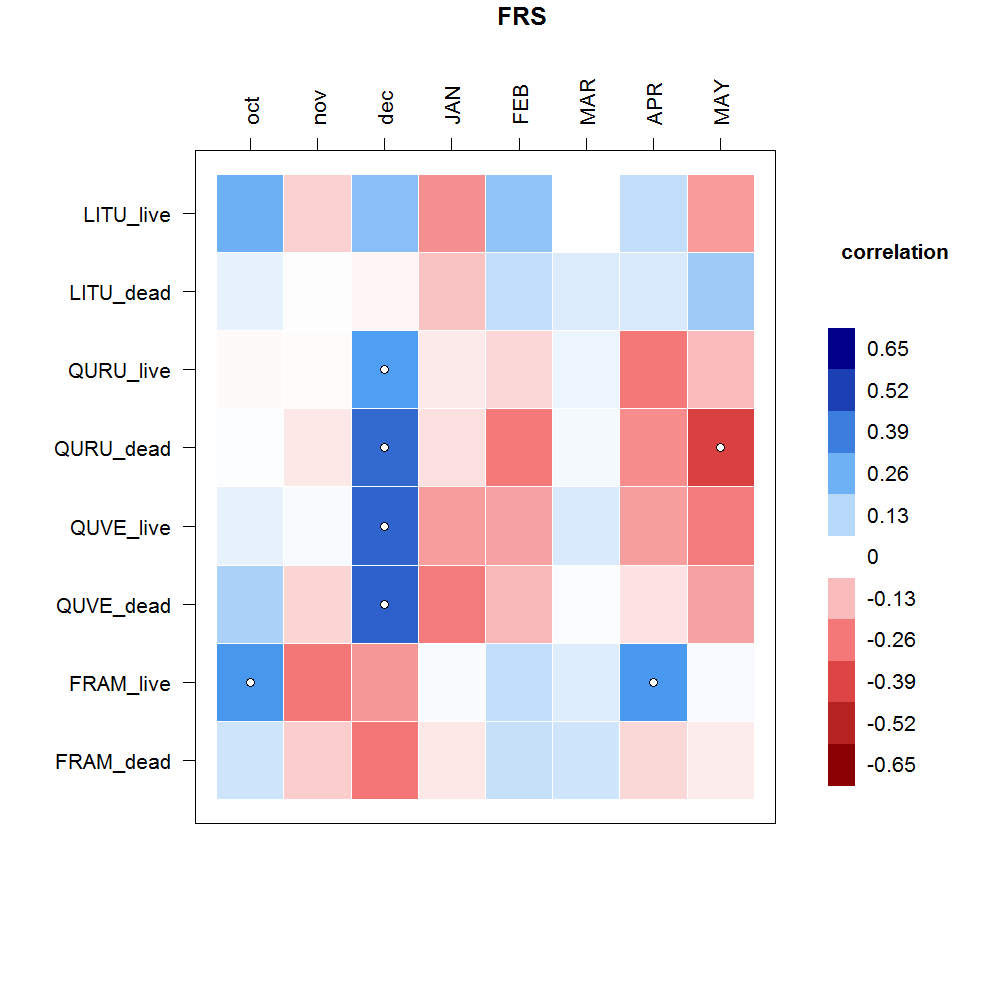 FRS
oct nov dec JAN FEB MAR APR MAY
LITU_live
LITU_dead
QURU_live
QURU_dead
QUVE_live
QUVE_dead
FRAM_live
FRAM_dead
correlation
0.65
0.52
0.39
0.26
0.13
0
-0.13
-0.26
-0.39
-0.52
-0.65